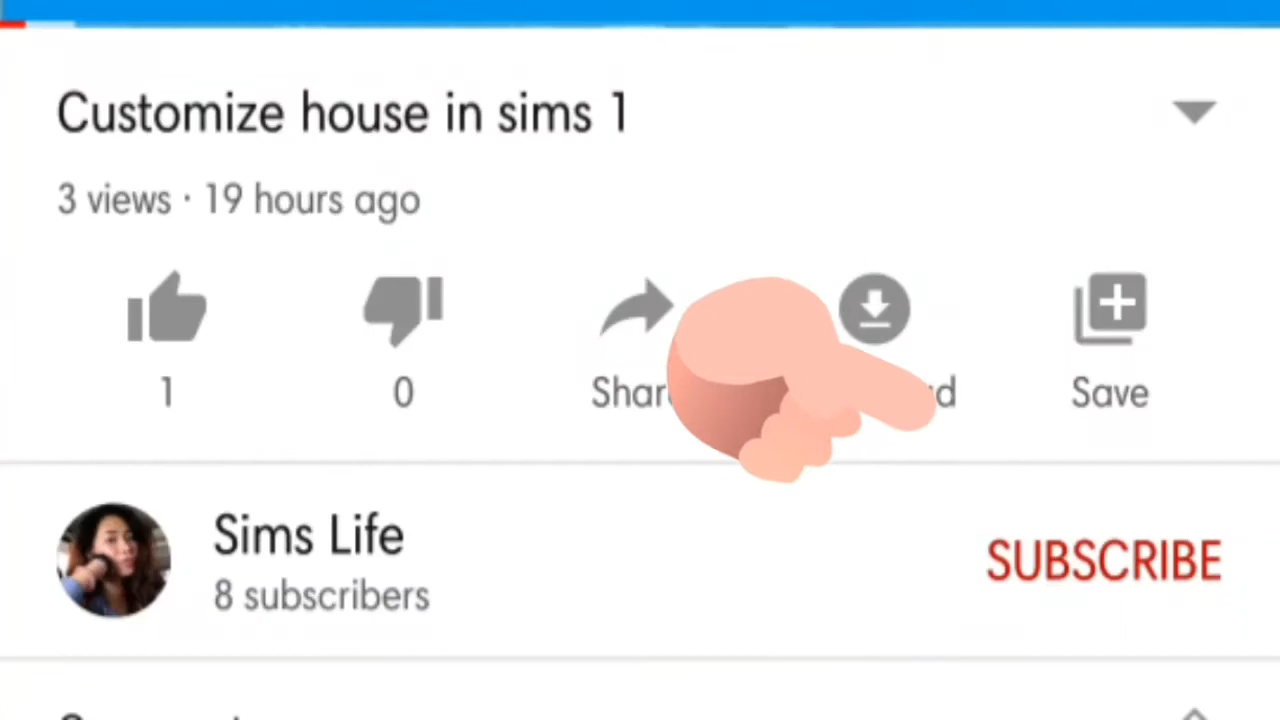 Customize house in sims 1
3 views · 19 hours ago
1 0 Save
Sims Life
SUBSCRIBE
8 subscribers